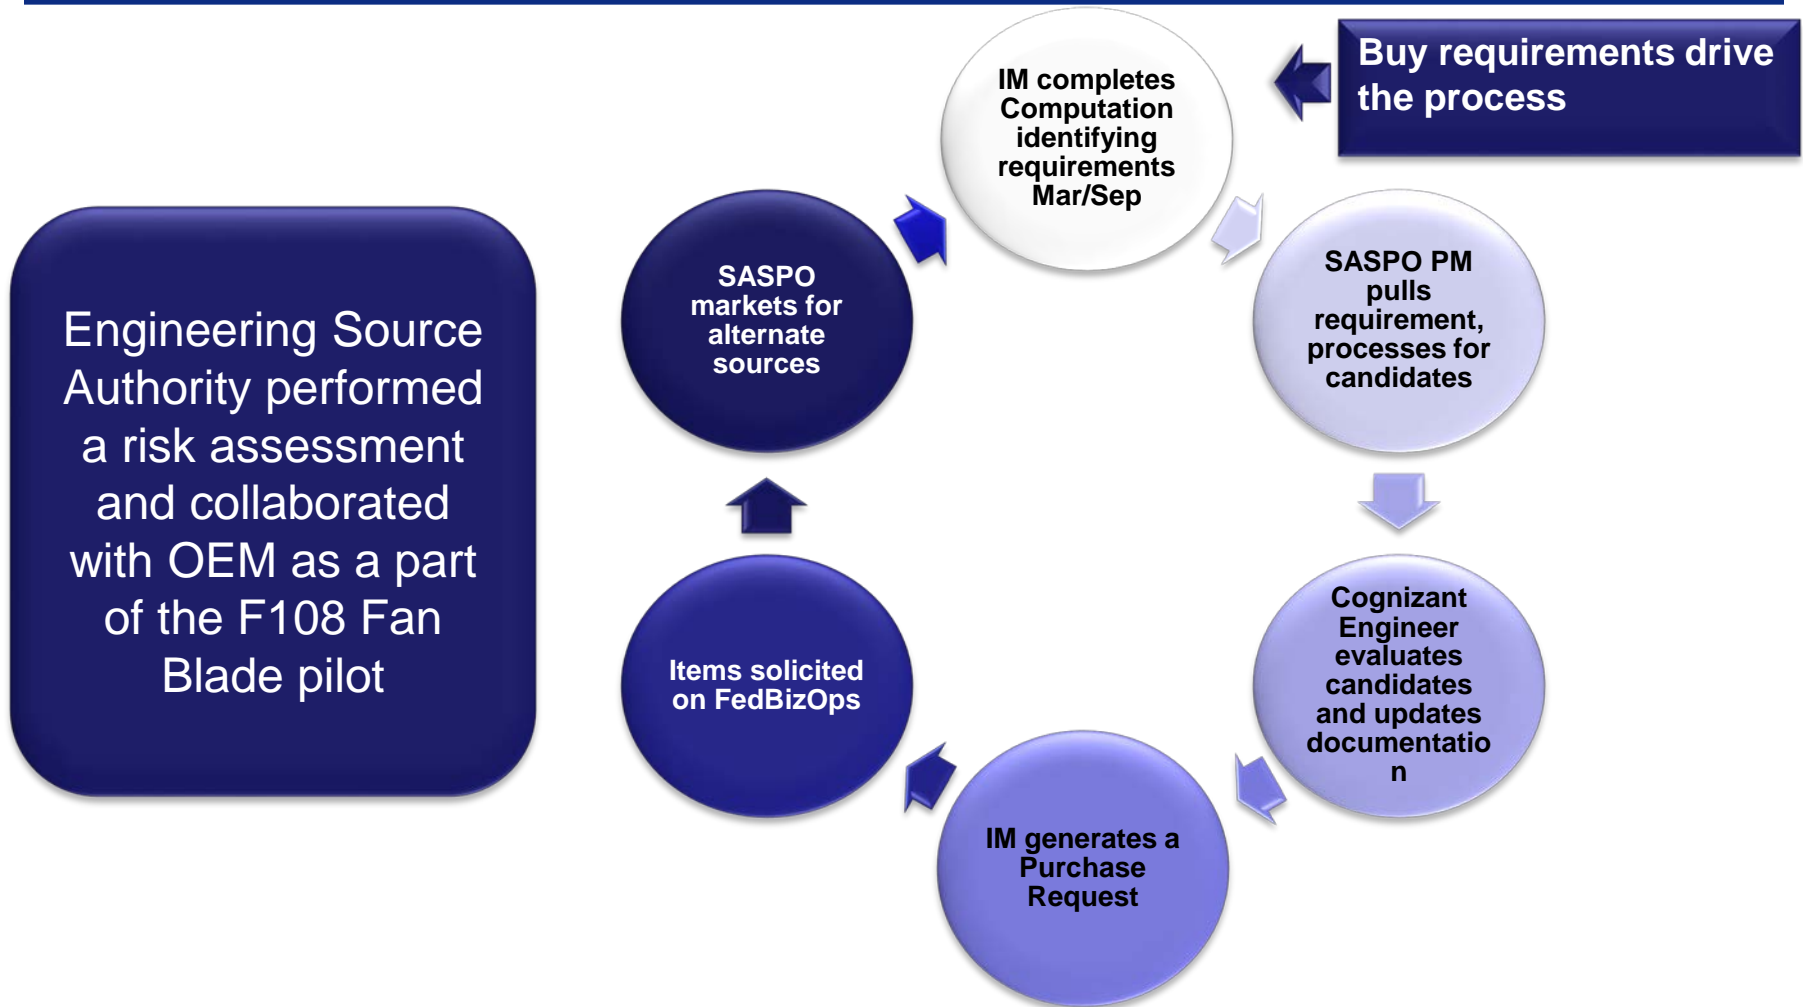 Buy requirements drive
the process
IM completes
Computation
identifying
requirements
Mar/Sep
SASPO PM
pulls
requirement,
processes for
candidates
Cognizant
Engineer
evaluates
candidates
and updates
documentatio
n
IM generates a
Purchase
Request
Items solicited
on FedBizOps
SASPO
markets for
alternate
sources
Engineering Source
Authority performed
a risk assessment
and collaborated
with OEM as a part
of the F108 Fan
Blade pilot